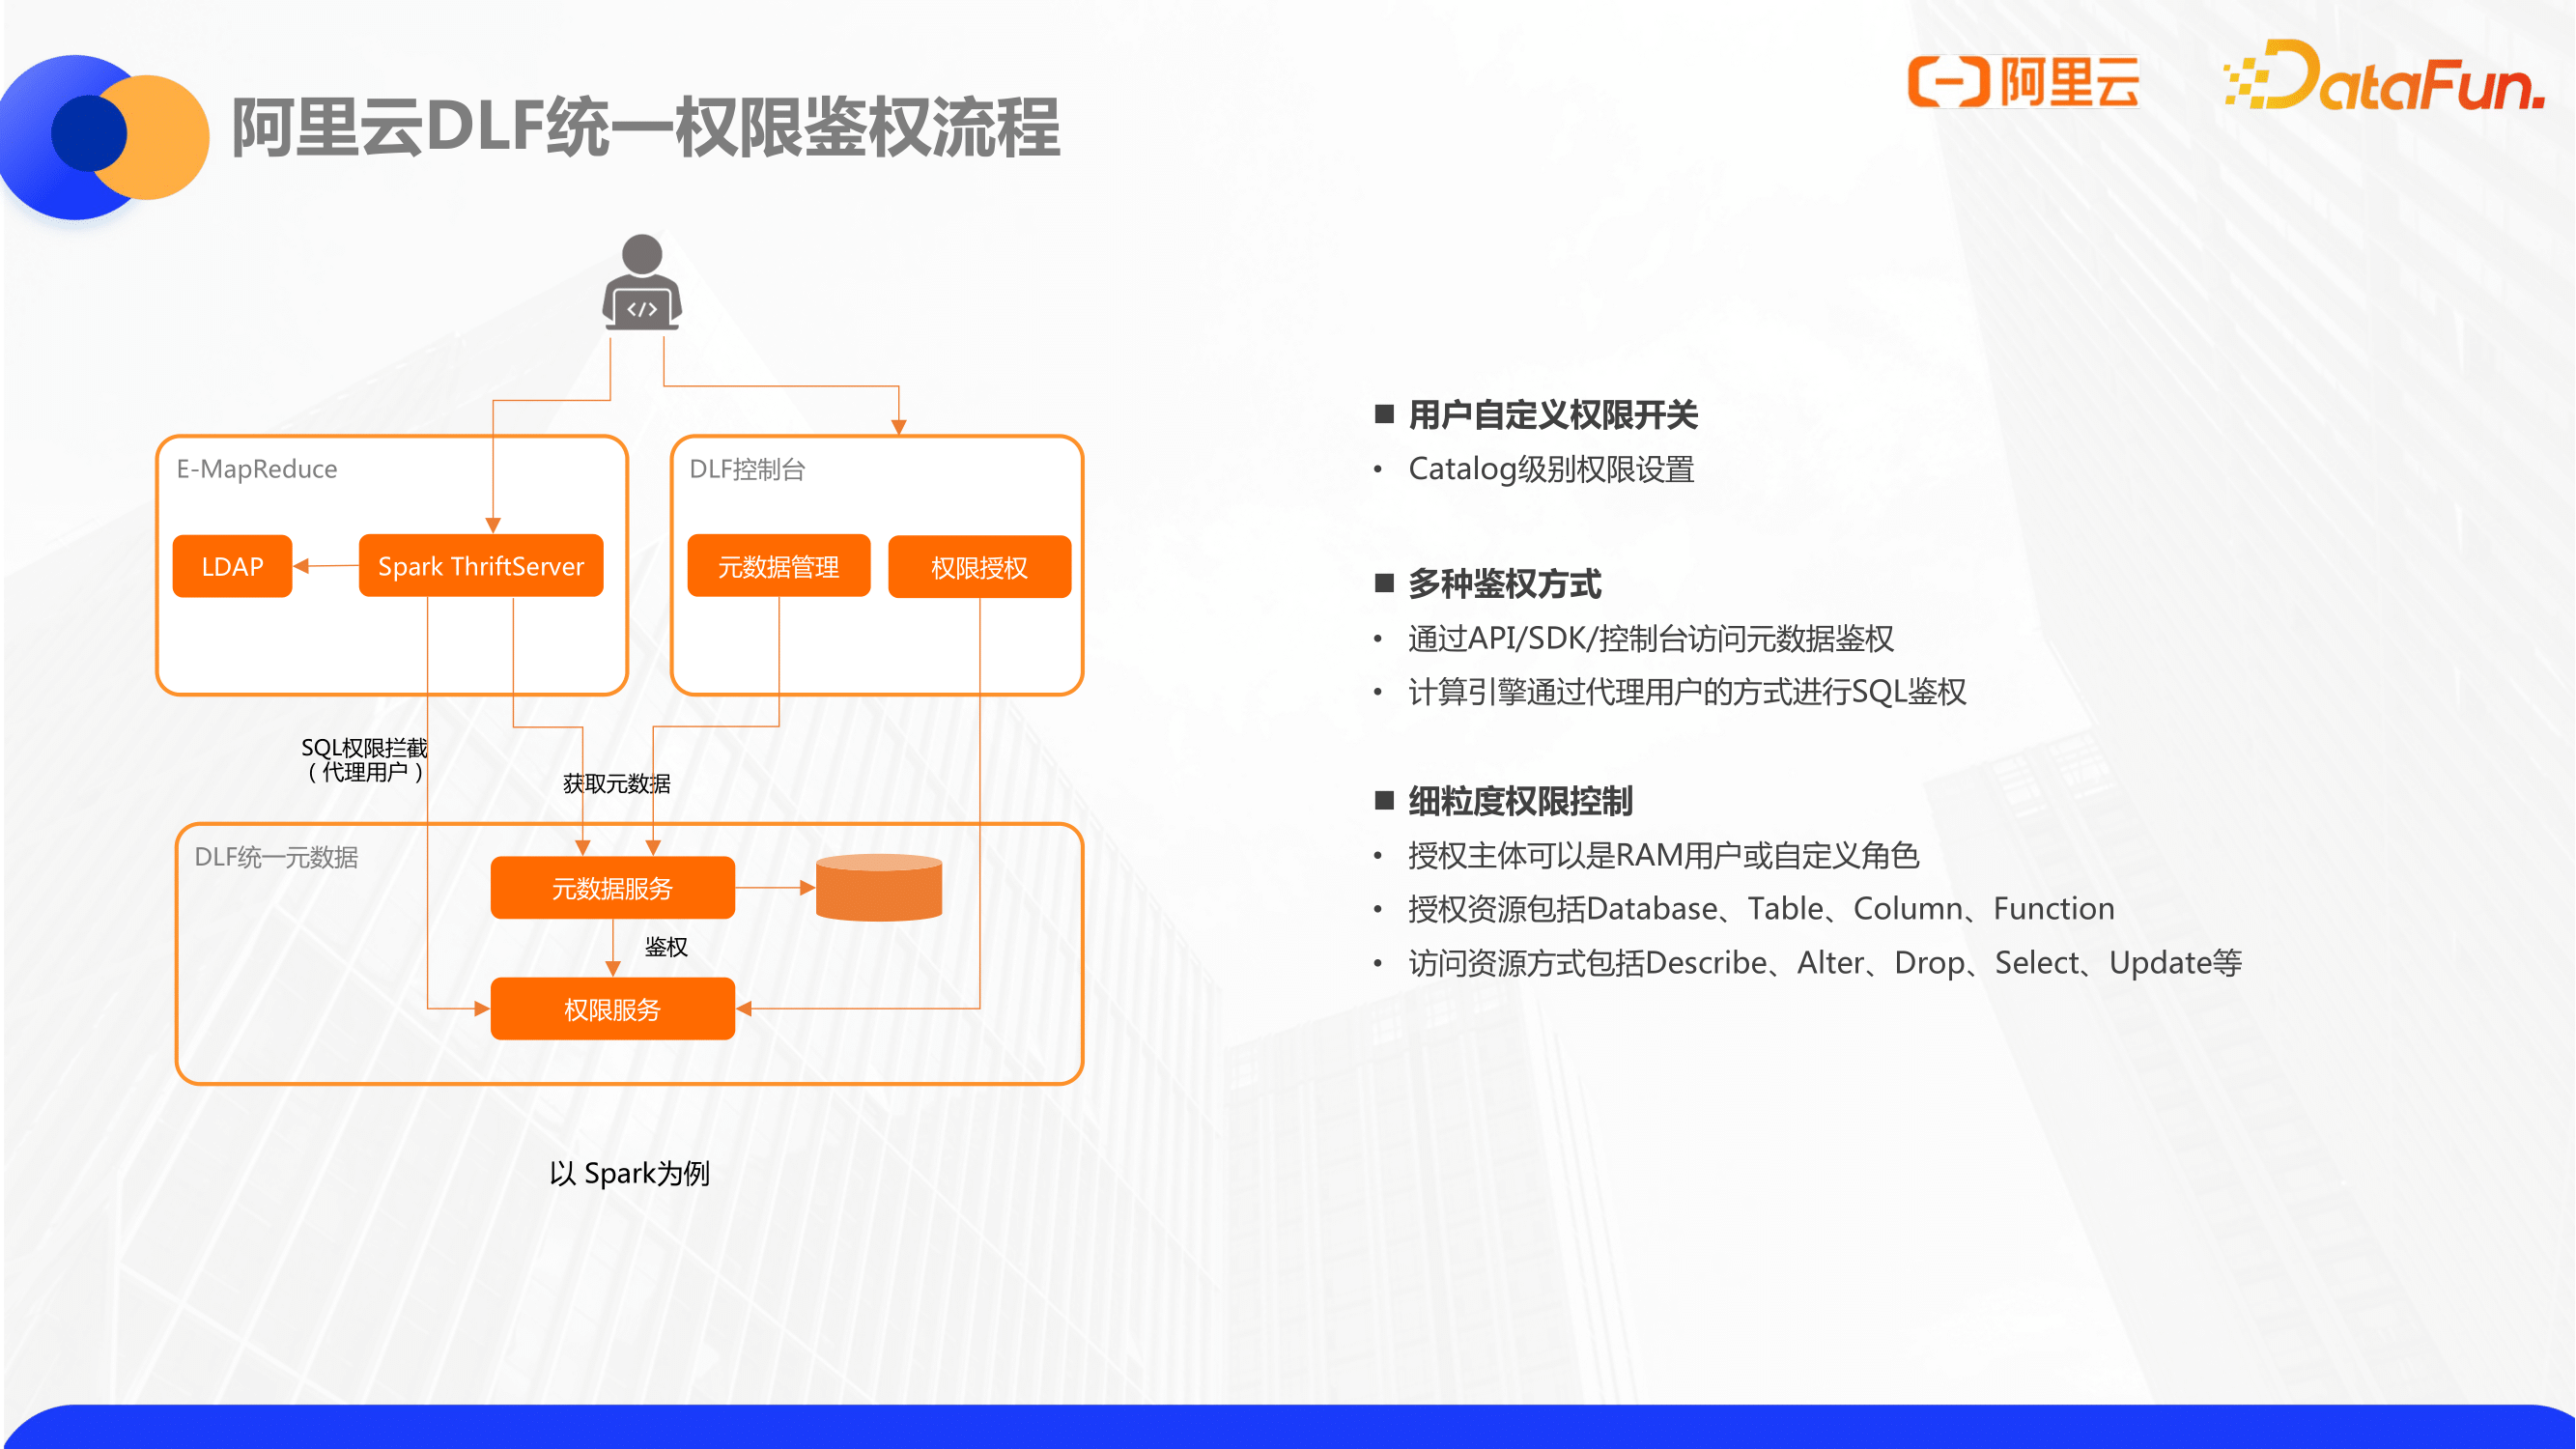 阿里云DLF统一权限鉴权流程
阿里云
DataFun.
</>
E-MapReduce
DLF控制台
LDAP
Spark ThriftServer
元数据管理
权限授权
SQL权限拦截
（代理用户）
获取元数据
DLF统一元数据
元数据服务
鉴权
权限服务
以 Spark为例
■ 用户自定义权限开关
• Catalog级别权限设置
■ 多种鉴权方式
• 通过API/SDK/控制台访问元数据鉴权
• 计算引擎通过代理用户的方式进行SQL鉴权
■ 细粒度权限控制
• 授权主体可以是RAM用户或自定义角色
• 授权资源包括Database、Table、Column、Function
• 访问资源方式包括Describe、Alter、Drop、Select、Update等